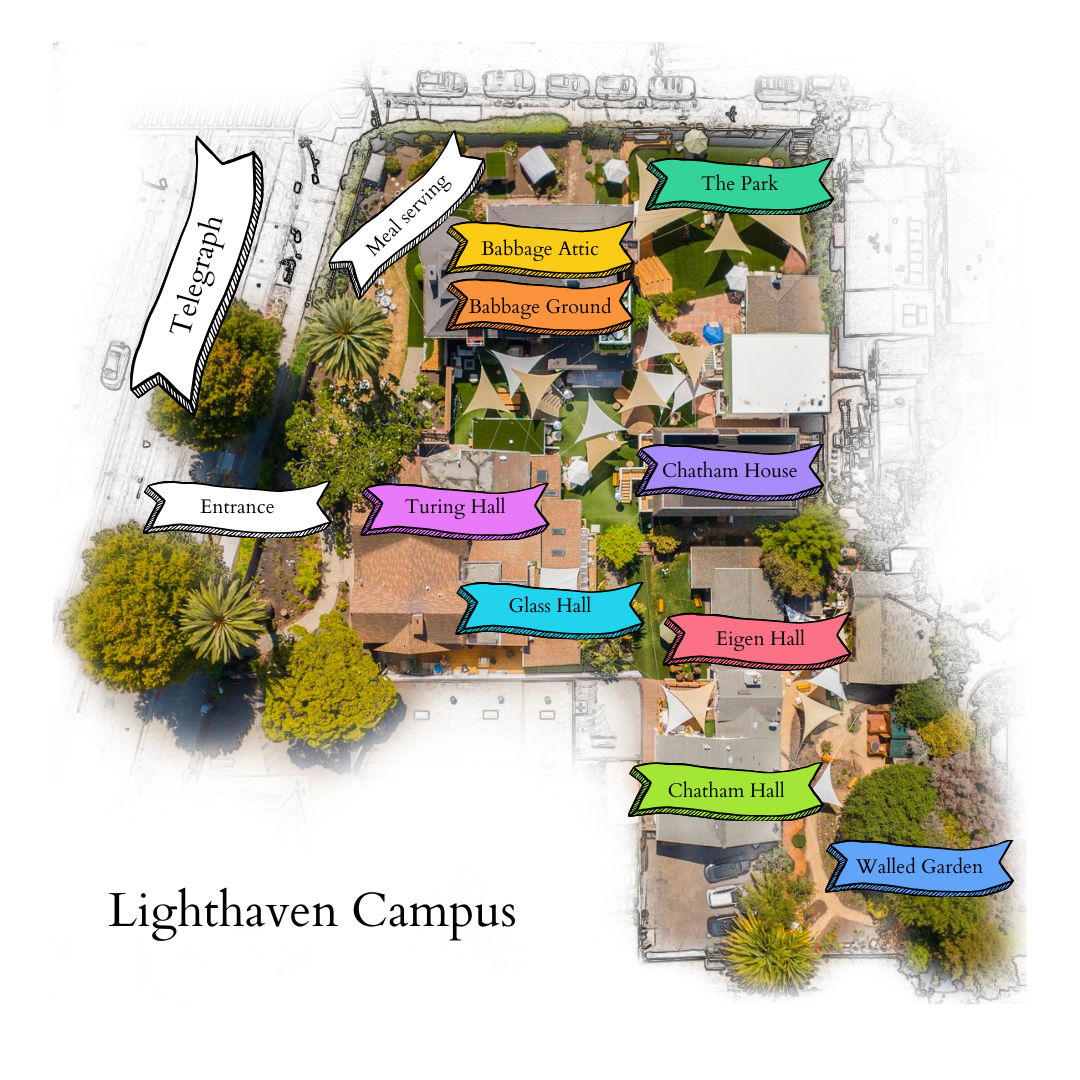 The Park
Meal serving
Babbage Attic
Telegraph
Babbage Ground
Chatham House
Entrance
Turing Hall
Glass Hall
Eigen Hall
Chatham Hall
Walled Garden
Lighthaven Campus